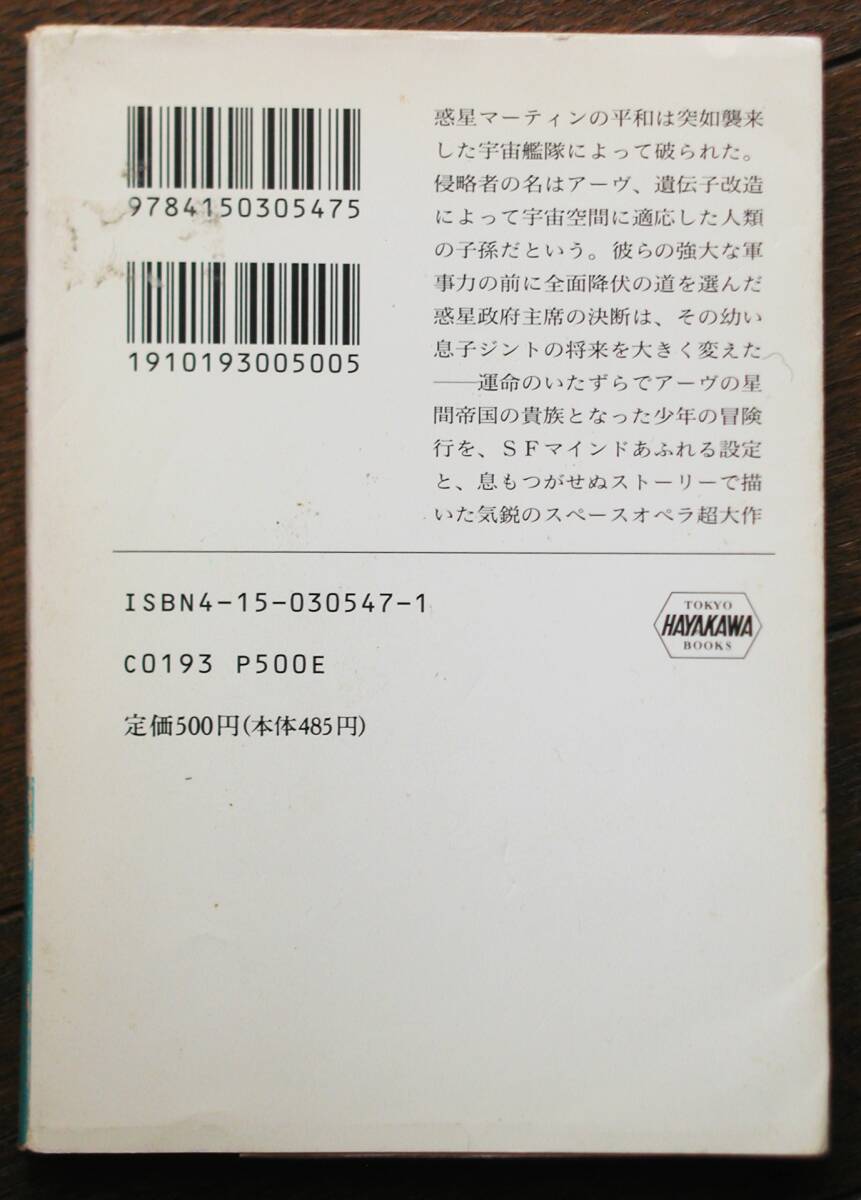 9784150305475
1910193005005
惑星マーティンの平和は突如襲来
した宇宙艦隊によって破られた。
侵略者の名はアーヴ、遺伝子改造
によって宇宙空間に適応した人類
の子孫だという。彼らの強大な軍
事力の前に全面降伏の道を選んだ
惑星政府主席の決断は、その幼い
息子ジントの将来を大きく変えた
──運命のいたずらでアーヴの星
間帝国の貴族となった少年の冒険
行を、ＳＦマインドあふれる設定
と、息もつがせぬストーリーで描
いた気鋭のスペースオペラ超大作
ISBN4-15-030547-1
C0193 P500E
定価500円(本体485円)
TOKYO
HAYAKAWA
BOOKS